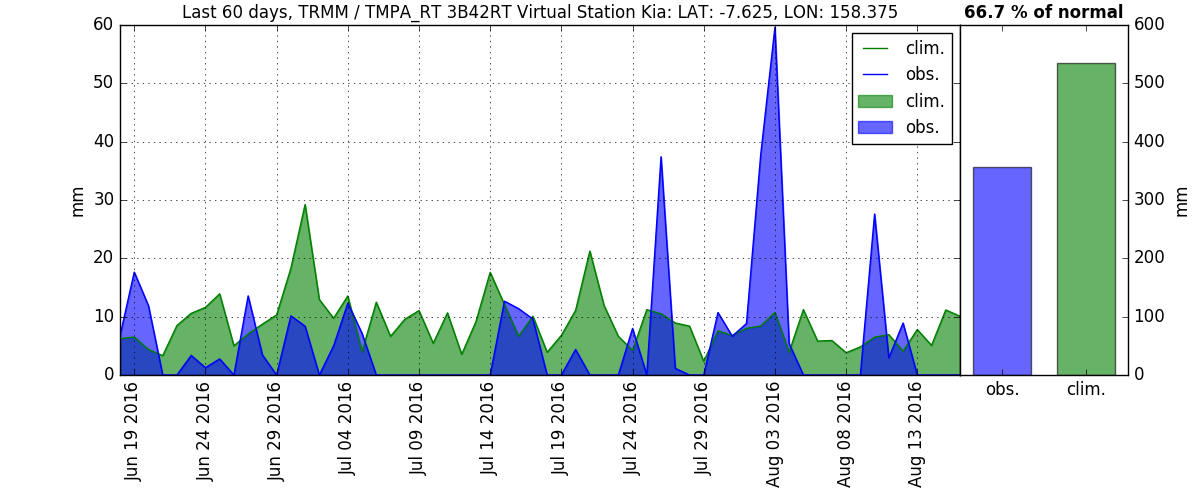 Last 60 days, TRMM / TMPA_RT 3B42RT Virtual Station Kia: LAT: -7.625, LON: 158.375
66.7 % of normal
mm
60
50
40
30
20
10
0
clim.
obs.
clim.
obs.
Jun 19 2016
Jun 24 2016
Jun 29 2016
Jul 04 2016
Jul 09 2016
Jul 14 2016
Jul 19 2016
Jul 24 2016
Jul 29 2016
Aug 03 2016
Aug 08 2016
Aug 13 2016
600
500
400
300
200
100
0
mm
obs.
clim.